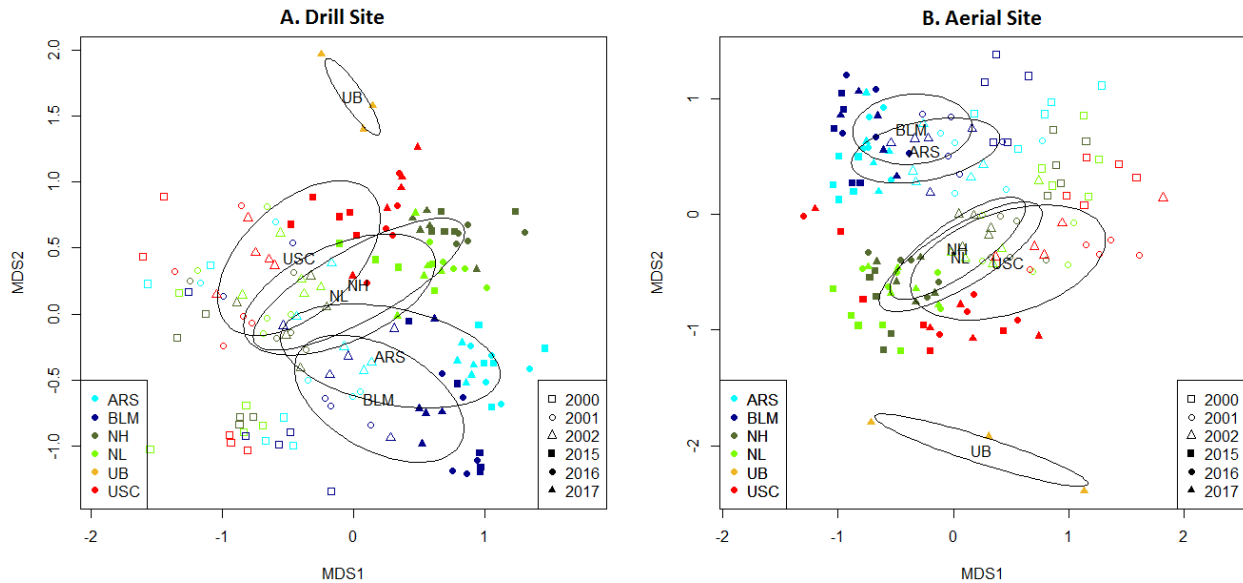 A. Drill Site
MDS2
2.0
1.5
1.0
0.5
0.0
-0.5
-1.0
UB
USC
NH
NL
ARS
BLM
ARS
BLM
NH
NL
UB
USC
2000
2001
2002
2015
2016
2017
-2
-1
0
1
MDS1
B. Aerial Site
MDS2
1
0
-1
-2
BLM
ARS
NH
NL
USC
UB
ARS
BLM
NH
NL
UB
USC
2000
2001
2002
2015
2016
2017
-2
-1
0
1
2
MDS1